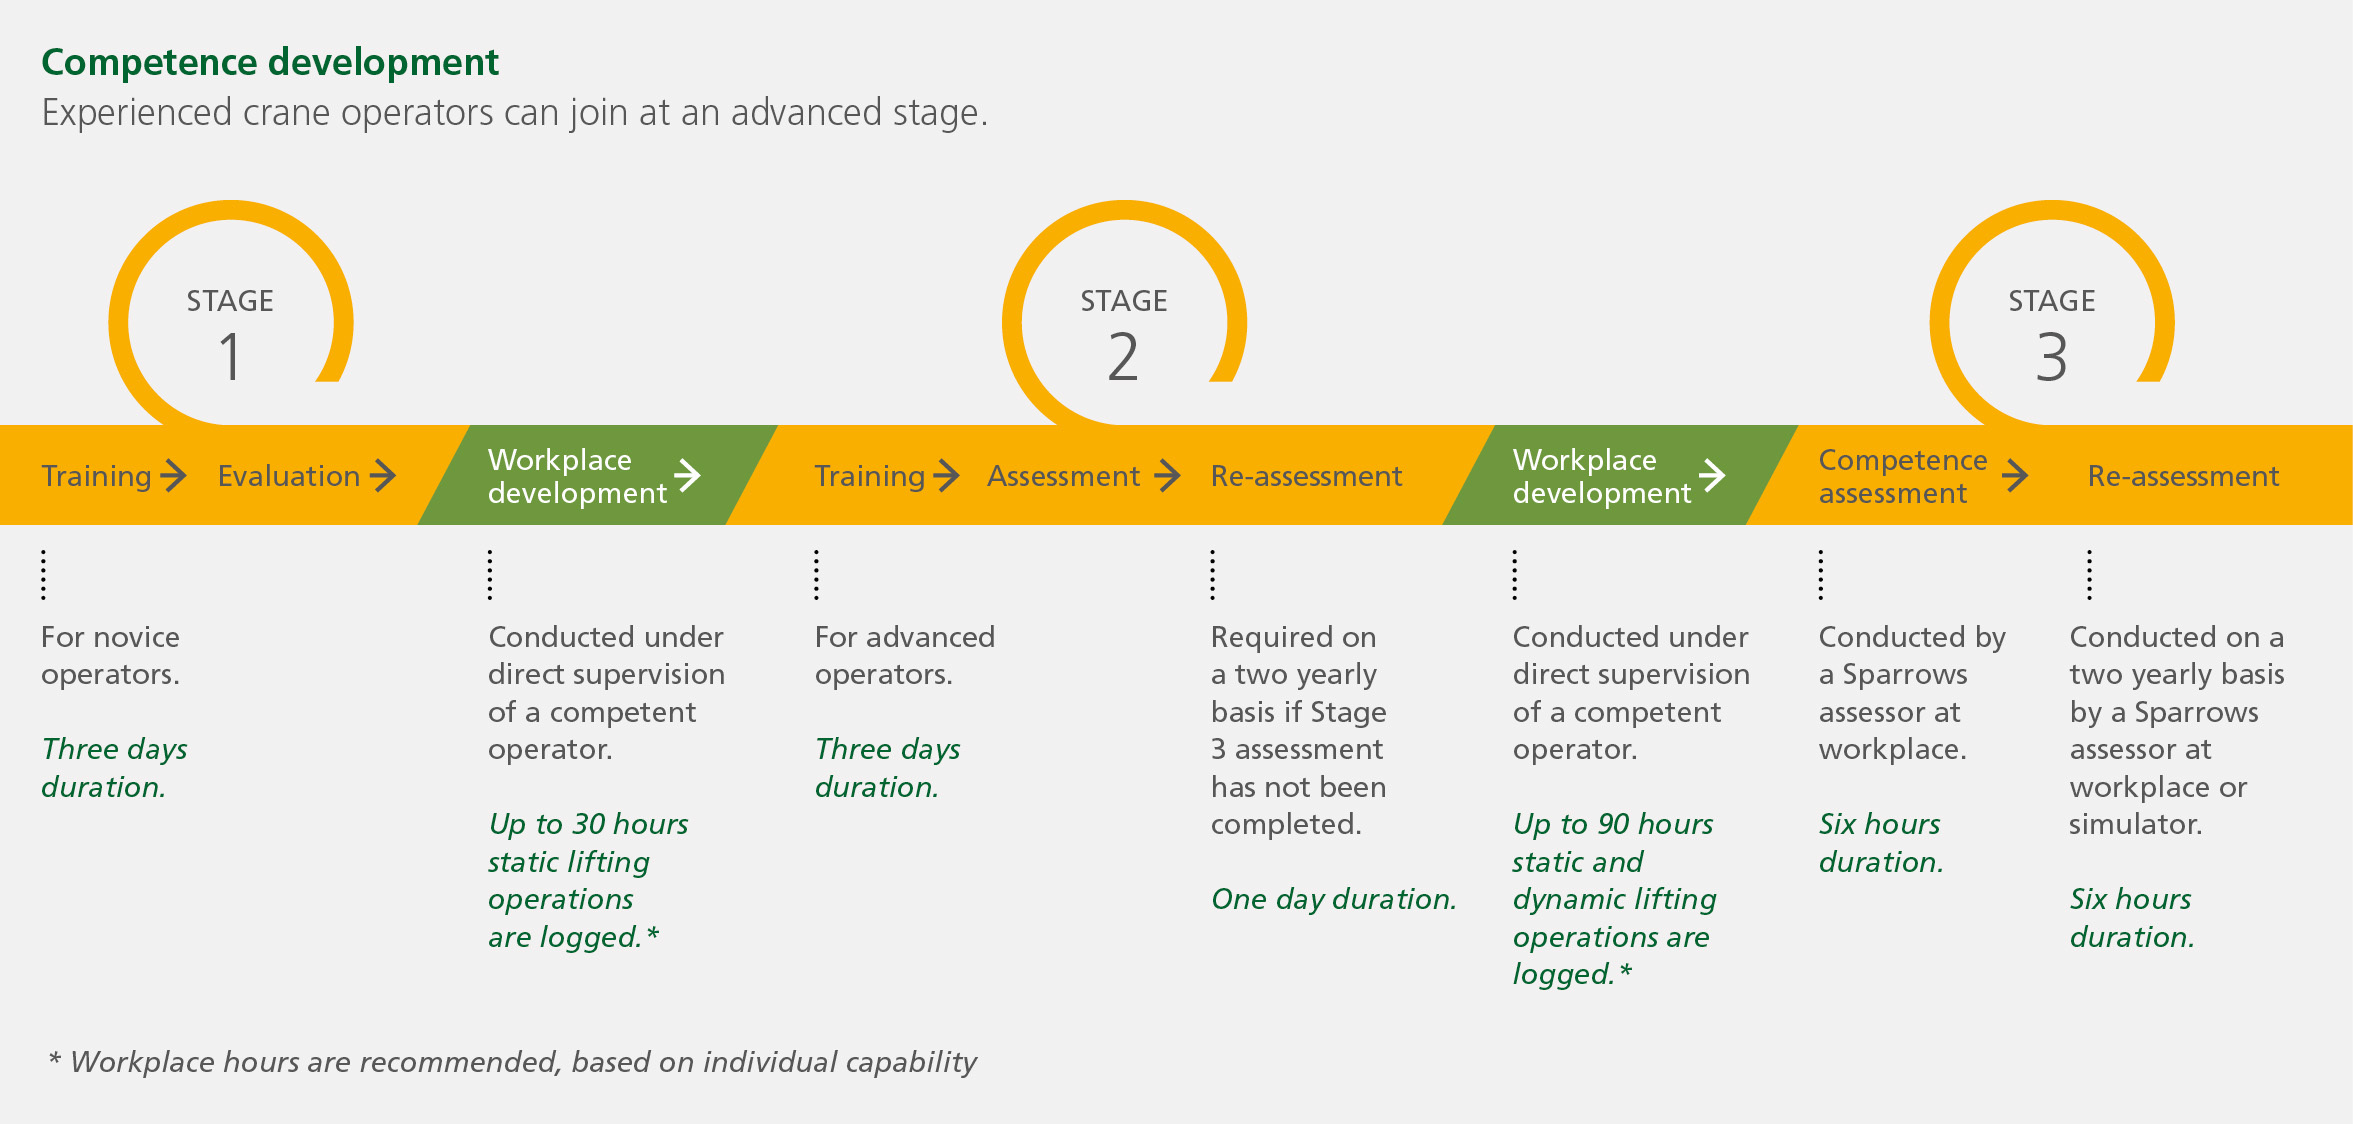 Competence development
Experienced crane operators can join at an advanced stage.
STAGE
1
STAGE
2
STAGE
3
Training
Evaluation
Workplace
development
Training
Assessment
Re-assessment
Workplace
development
Competence
assessment
Re-assessment
For novice
operators.
Three days
duration.
Conducted under
direct supervision
of a competent
operator.
Up to 30 hours
static lifting
operations
are logged.*
For advanced
operators.
Three days
duration.
Required on
a two yearly
basis if Stage
3 assessment
has not been
completed.
One day duration.
Conducted under
direct supervision
of a competent
operator.
Up to 90 hours
static and
dynamic lifting
operations are
logged.*
Conducted by
a Sparrows
assessor at
workplace.
Six hours
duration.
Conducted on a
two yearly basis
by a Sparrows
assessor at
workplace or
simulator.
Six hours
duration.
* Workplace hours are recommended, based on individual capability